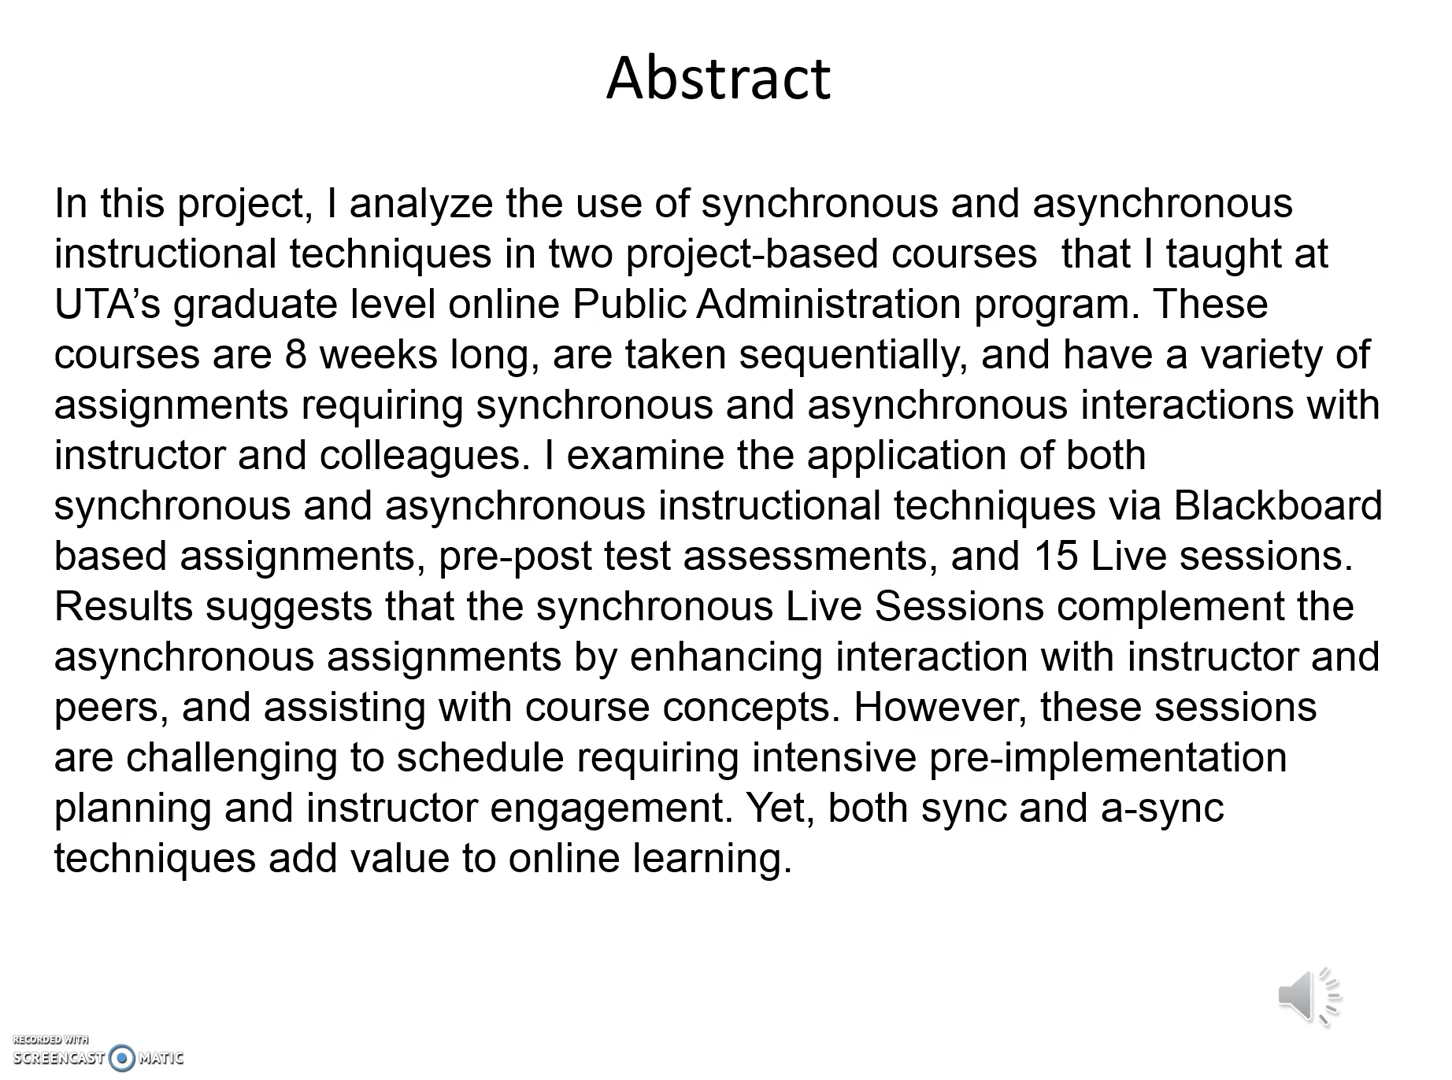 Abstract
In this project, I analyze the use of synchronous and asynchronous
instructional techniques in two project-based courses  that I taught at
UTA’s graduate level online Public Administration program. These
courses are 8 weeks long, are taken sequentially, and have a variety of
assignments requiring synchronous and asynchronous interactions with
instructor and colleagues. I examine the application of both
synchronous and asynchronous instructional techniques via Blackboard
based assignments, pre-post test assessments, and 15 Live sessions.
Results suggests that the synchronous Live Sessions complement the
asynchronous assignments by enhancing interaction with instructor and
peers, and assisting with course concepts. However, these sessions
are challenging to schedule requiring intensive pre-implementation
planning and instructor engagement. Yet, both sync and a-sync
techniques add value to online learning.
RECORDED WITH
SCREENCAST MATIC